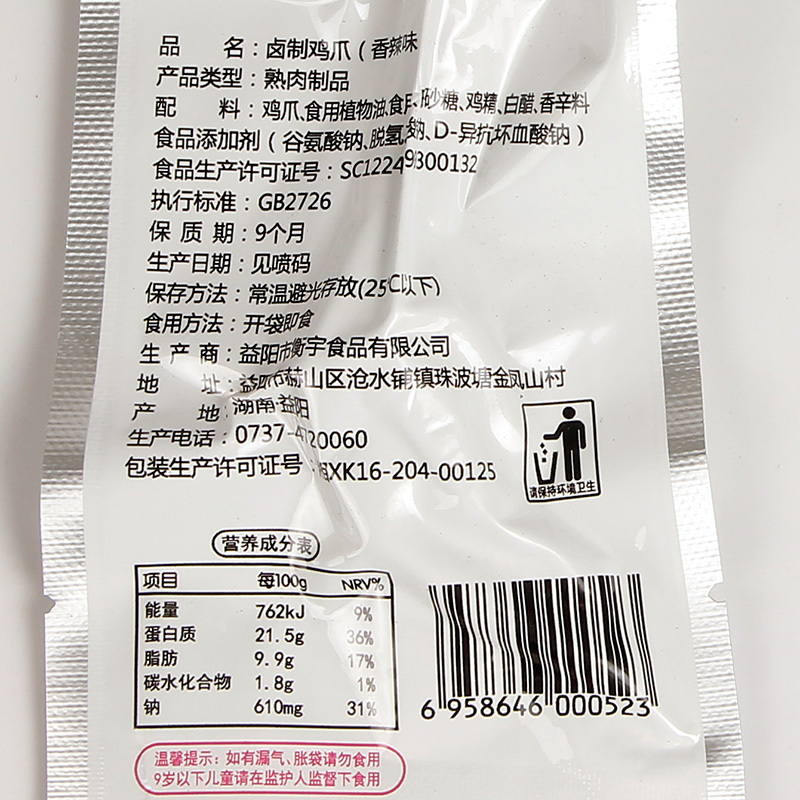 品 名：卤制鸡爪（香辣味
产品类型：熟肉制品
配 料：鸡爪、食用植物油、食 砂糖、鸡精、白醋、香辛料
食品添加剂（谷氨酸钠、脱氢 钠、D-异抗坏血酸钠）
食品生产许可证号：SC12249300132
执行标准：GB2726
保 质 期：9个月
生产日期：见喷码
保存方法：常温避光存放(25℃以下)
食用方法：开袋即食
生 产 商：益阳市衡宇食品有限公司
地 址：益阳市赫山区沧水铺镇珠波塘金凤山村
产 地：湖南·益阳
生产电话：0737-4 20060
包装生产许可证号：湘XK16-204-00125
请保持环境卫生
营养成分表
项目 每100g NRV%
能量 762kJ 9%
蛋白质 21.5g 36%
脂肪 9.9g 17%
碳水化合物 1.8g 1%
钠 610mg 31%
6 958646 000523
温馨提示：如有漏气、胀袋请勿食用
9岁以下儿童请在监护人监督下食用